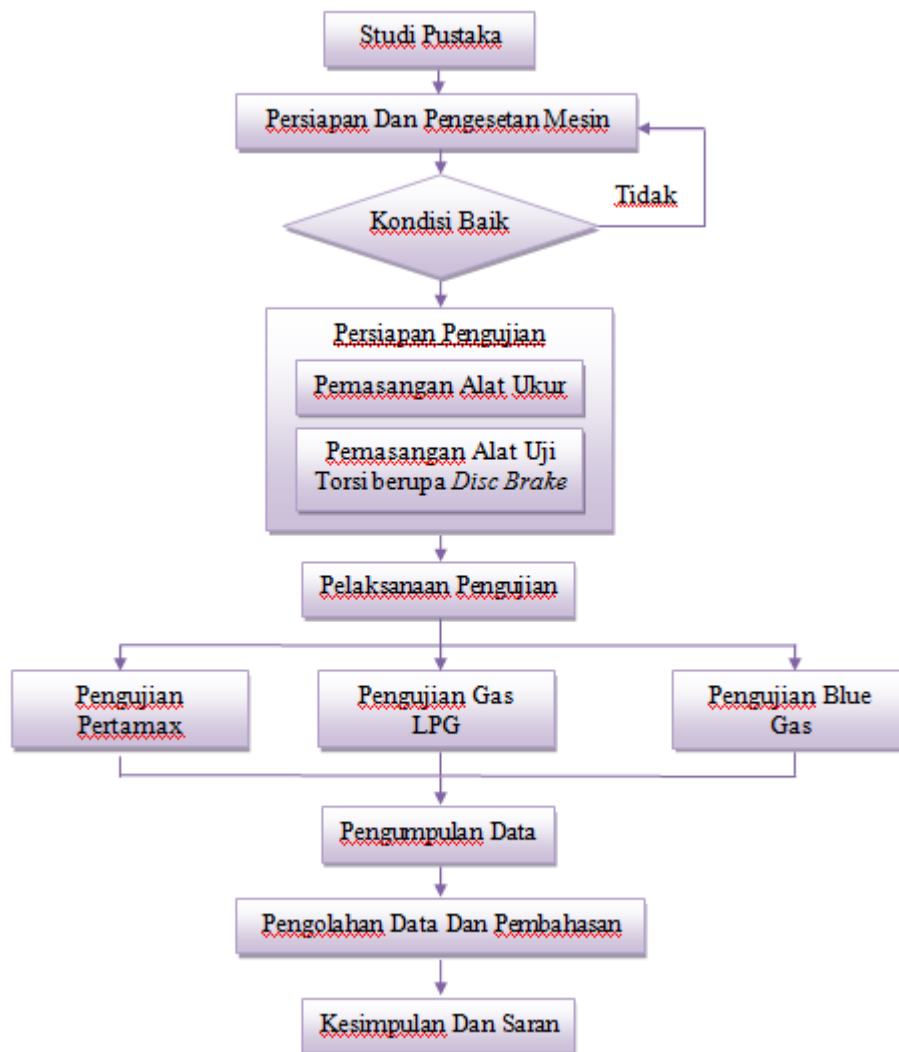 Studi Pustaka
Persiapan Dan Pengesetan Mesin
Tidak
Kondisi Baik
Persiapan Pengujian
Pemasangan Alat Ukur
Pemasangan Alat Uji
Torsi berupa Disc Brake
Pelaksanaan Pengujian
Pengujian
Pertamax
Pengujian Gas
LPG
Pengujian Blue
Gas
Pengumpulan Data
Pengolahan Data Dan Pembahasan
Kesimpulan Dan Saran